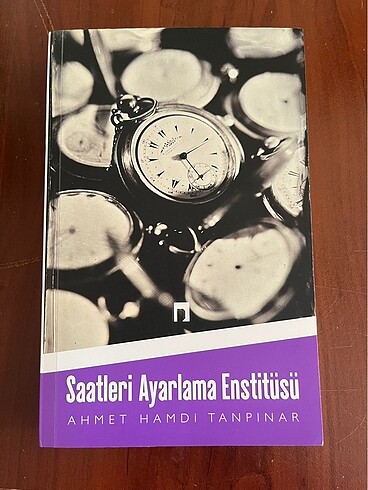 Saatleri Ayarlama Enstitüsü
AHMET HAMDİ TANPINAR